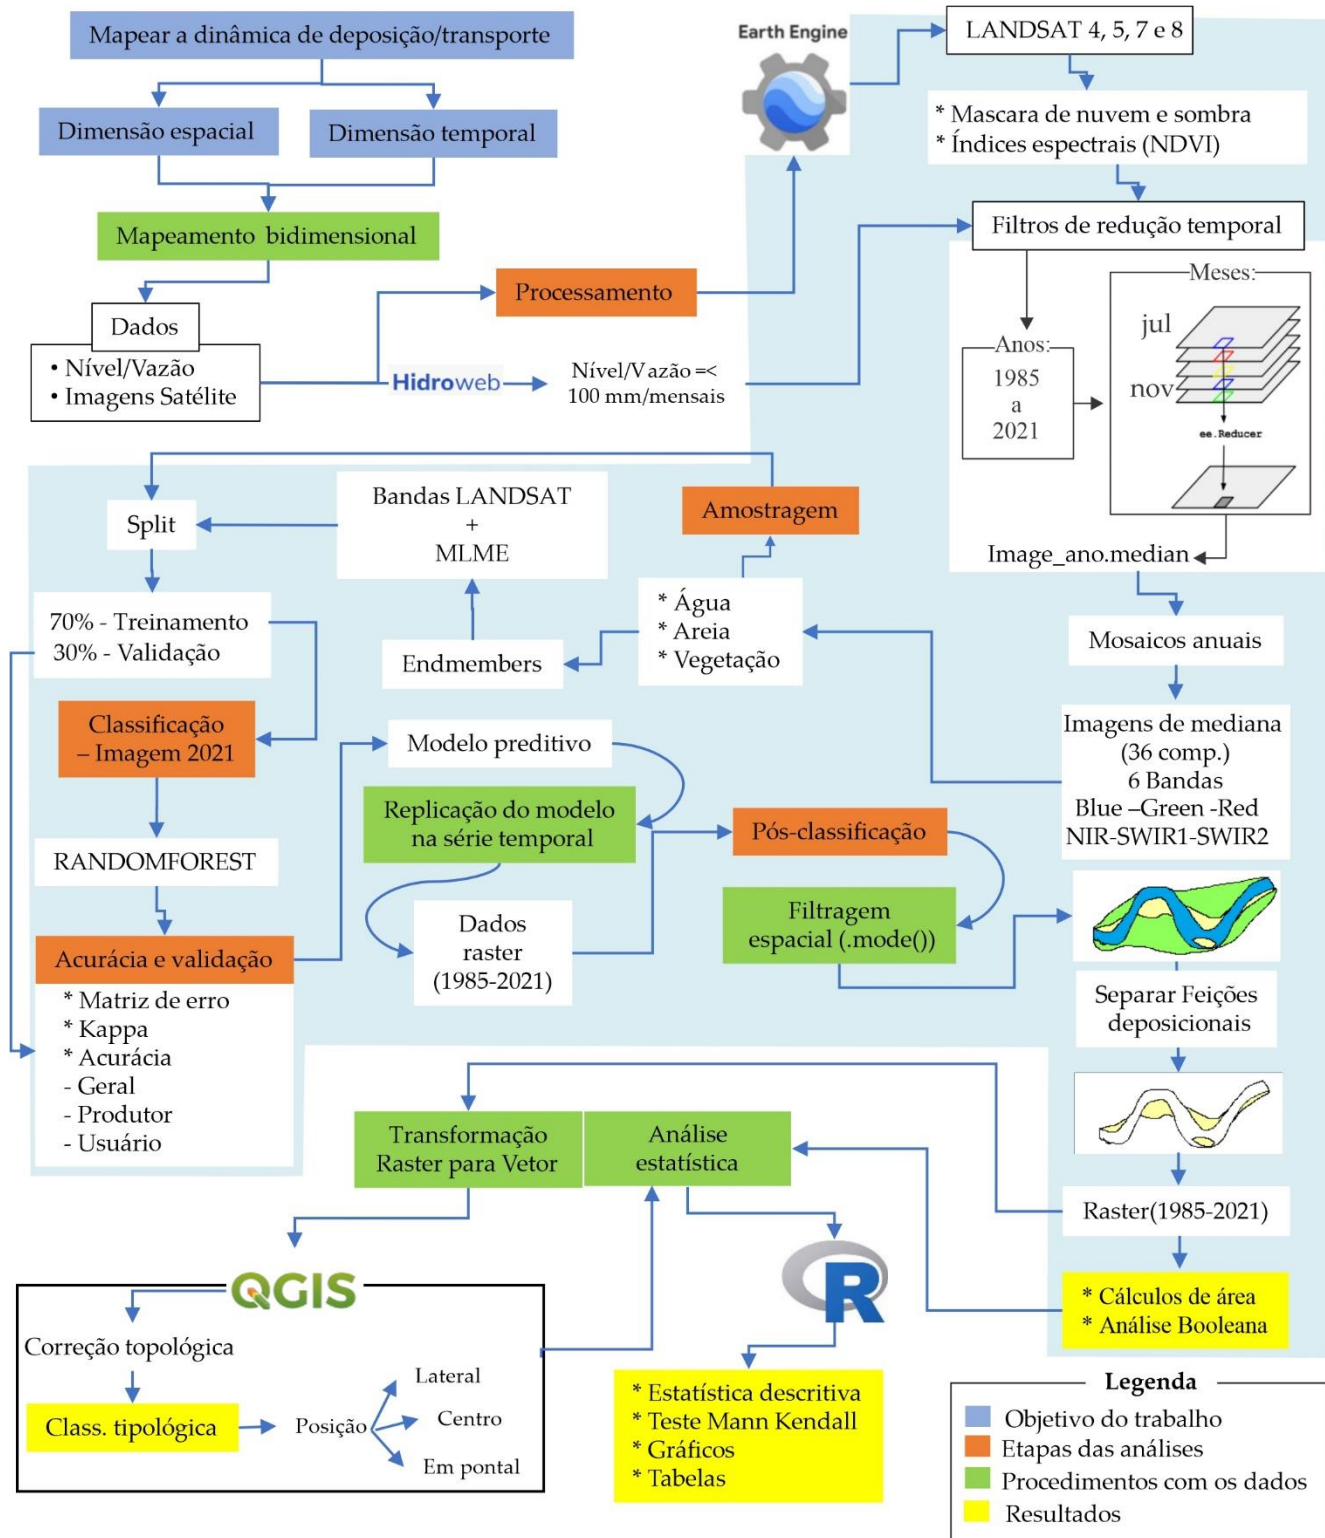 Mapear a dinâmica de deposição/transporte
Dimensão espacial
Dimensão temporal
Mapeamento bidimensional
Dados
• Nível/Vazão
• Imagens Satélite
Processamento
Hidroweb
Nível/Vazão =<
100 mm/mensais
Earth Engine
LANDSAT 4, 5, 7 e 8
* Mascara de nuvem e sombra
* Índices espectrais (NDVI)
Filtros de redução temporal
Anos:
1985
a
2021
Meses:
jul
nov
ee.Reducer
Image_ano.median
Mosaicos anuais
Imagens de mediana
(36 comp.)
6 Bandas
Blue –Green -Red
NIR-SWIR1-SWIR2
* Água
* Areia
* Vegetação
Amostragem
Endmembers
Bandas LANDSAT
+
MLME
Split
70% - Treinamento
30% - Validação
Classificação
– Imagem 2021
RANDOMFOREST
Acurácia e validação
* Matriz de erro
* Kappa
* Acurácia
- Geral
- Produtor
- Usuário
Modelo preditivo
Replicação do modelo
na série temporal
Dados
raster
(1985-2021)
Pós-classificação
Filtragem
espacial (.mode())
Separar Feições
deposicionais
Raster(1985-2021)
* Cálculos de área
* Análise Booleana
Transformação
Raster para Vetor
Análise
estatística
QGIS
Correção topológica
Class. tipológica
Posição
Lateral
Centro
Em pontal
R
* Estatística descritiva
* Teste Mann Kendall
* Gráficos
* Tabelas
Legenda
Objetivo do trabalho
Etapas das análises
Procedimentos com os dados
Resultados